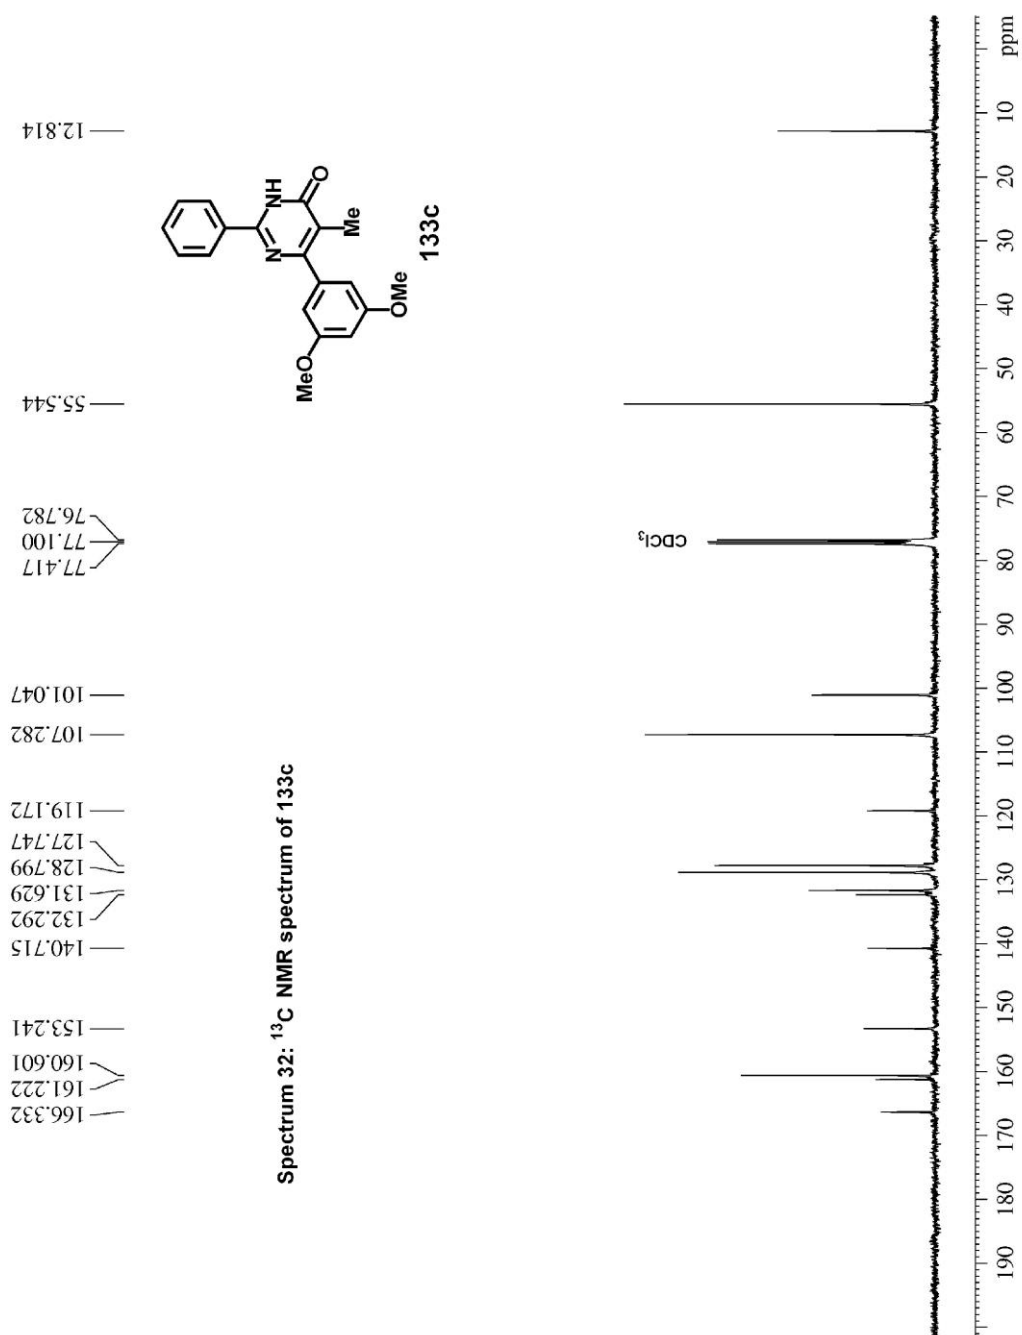 166.332
161.222
160.601
153.241
140.715
132.292
131.629
128.799
127.747
119.172
107.282
101.047
77.417
77.100
76.782
55.544
12.814
NH
O
N
Me
MeO
OMe
133c
Spectrum 32: ¹³C NMR spectrum of 133c
CDCl₃
190 180 170 160 150 140 130 120 110 100 90 80 70 60 50 40 30 20 10 ppm